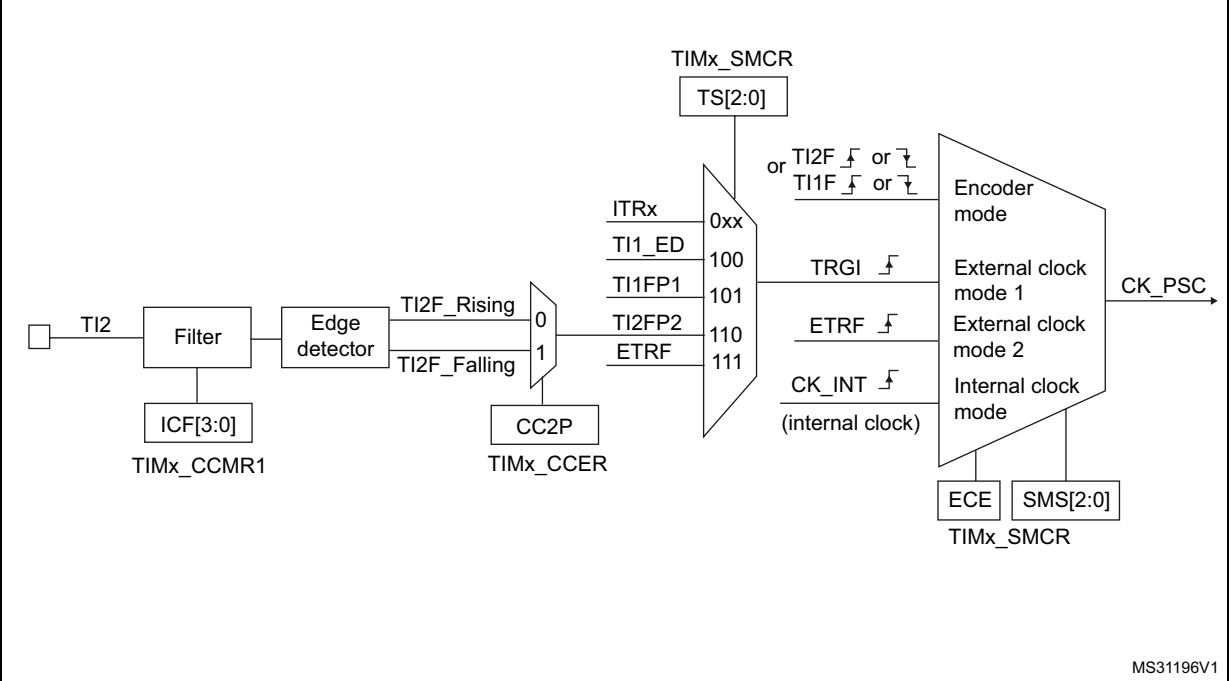 TIMx_SMCR
TS[2:0]
or TI2F or
TI1F or
Encoder
mode
ITRx
0xx
TI1_ED
100
TRGI
External clock
mode 1
TI1FP1
101
CK_PSC
TI2F_Rising
0
TI2
Filter
Edge
detector
TI2FP2
110
ETRF
External clock
mode 2
TI2F_Falling
1
ETRF
111
CK_INT
(internal clock)
Internal clock
mode
ICF[3:0]
TIMx_CCMR1
CC2P
TIMx_CCER
ECE
SMS[2:0]
TIMx_SMCR
MS31196V1